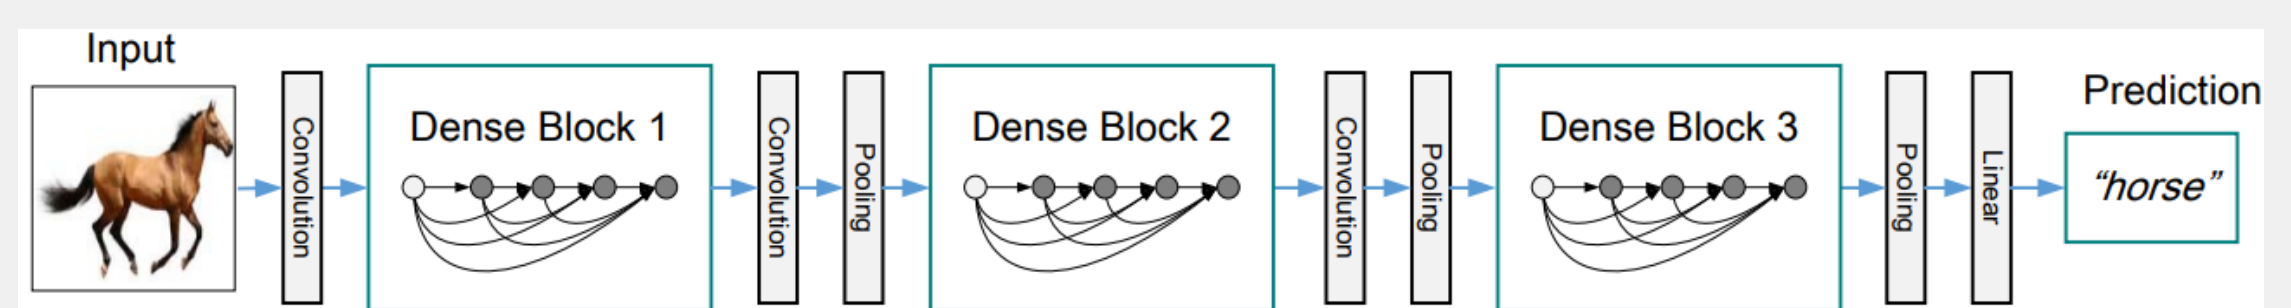 Input
Convolution
Dense Block 1
Convolution
Pooling
Dense Block 2
Convolution
Pooling
Dense Block 3
Pooling
Linear
Prediction
“horse”